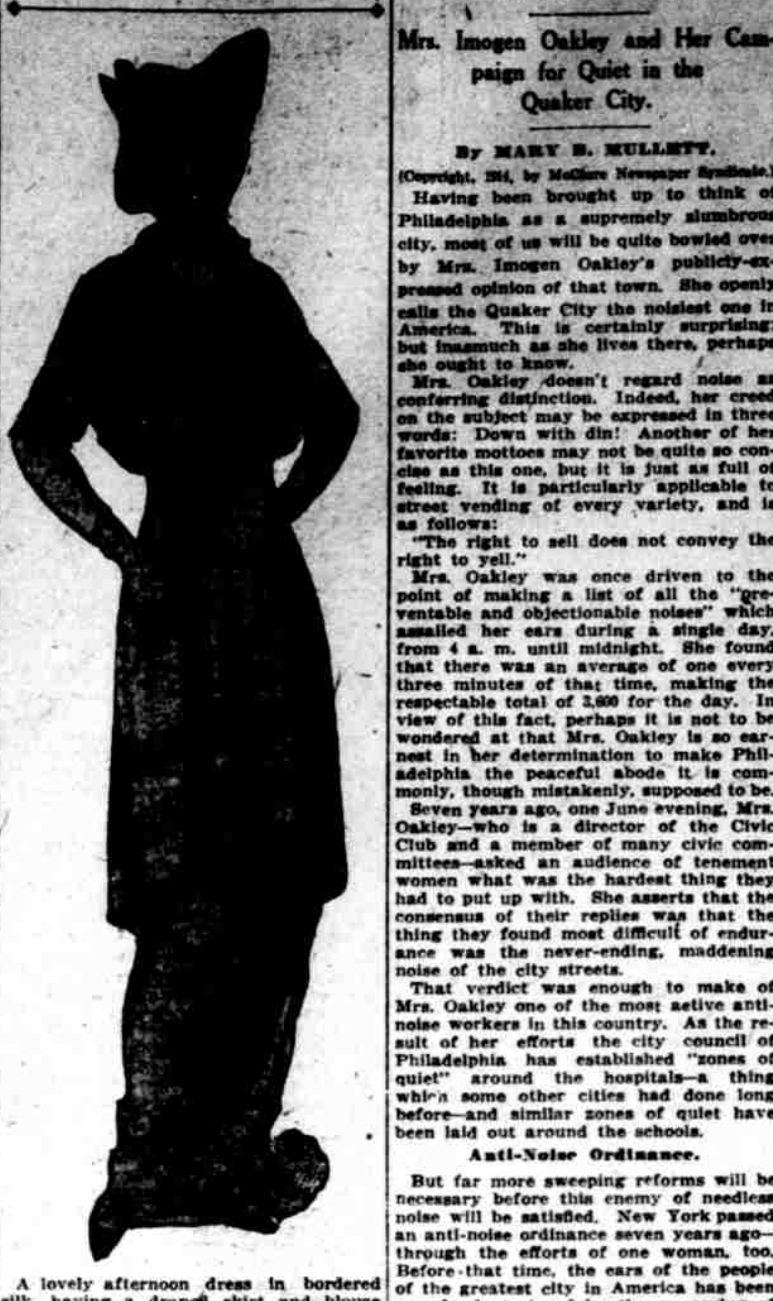 Mrs. Imogen Oakley and Her Cam-
paign for Quiet in the
Quaker City.
By MARY B. MULLETT.
(Copyright, 1914, by McClure Newspaper Syndicate.)
Having been brought up to think of
Philadelphia as a supremely slumbrous
city, most of us will be quite bowled over
by Mrs. Imogen Oakley's publicly-ex-
pressed opinion of that town. She openly
calls the Quaker City the noisiest one in
America. This is certainly surprising;
but inasmuch as she lives there, perhaps
she ought to know.
Mrs. Oakley doesn't regard noise as
conferring distinction. Indeed, her creed
on the subject may be expressed in three
words: Down with din! Another of her
favorite mottoes may not be quite so con-
cise as this one, but it is just as full of
feeling. It is particularly applicable to
street vending of every variety, and is
as follows:
"The right to sell does not convey the
right to yell."
Mrs. Oakley was once driven to the
point of making a list of all the "pre-
ventable and objectionable noises" which
assailed her ears during a single day,
from 4 a. m. until midnight. She found
that there was an average of one every
three minutes of that time, making the
respectable total of 3,600 for the day. In
view of this fact, perhaps it is not to be
wondered at that Mrs. Oakley is so ear-
nest in her determination to make Phil-
adelphia the peaceful abode it is com-
monly, though mistakenly, supposed to be.
Seven years ago, one June evening, Mrs.
Oakley—who is a director of the Civic
Club and a member of many civic com-
mittees—asked an audience of tenement
women what was the hardest thing they
had to put up with. She asserts that the
consensus of their replies was that the
thing they found most difficult of endur-
ance was the never-ending, maddening
noise of the city streets.
That verdict was enough to make of
Mrs. Oakley one of the most active anti-
noise workers in this country. As the re-
sult of her efforts the city council of
Philadelphia has established "zones of
quiet" around the hospitals—a thing
which some other cities had done long
before—and similar zones of quiet have
been laid out around the schools.
Anti-Noise Ordinance.
But far more sweeping reforms will be
necessary before this enemy of needless
noise will be satisfied. New York passed
an anti-noise ordinance seven years ago—
through the efforts of one woman, too.
Before that time, the ears of the people
of the greatest city in America has been
A lovely afternoon dress in bordered
silk, having a draped skirt and blouse